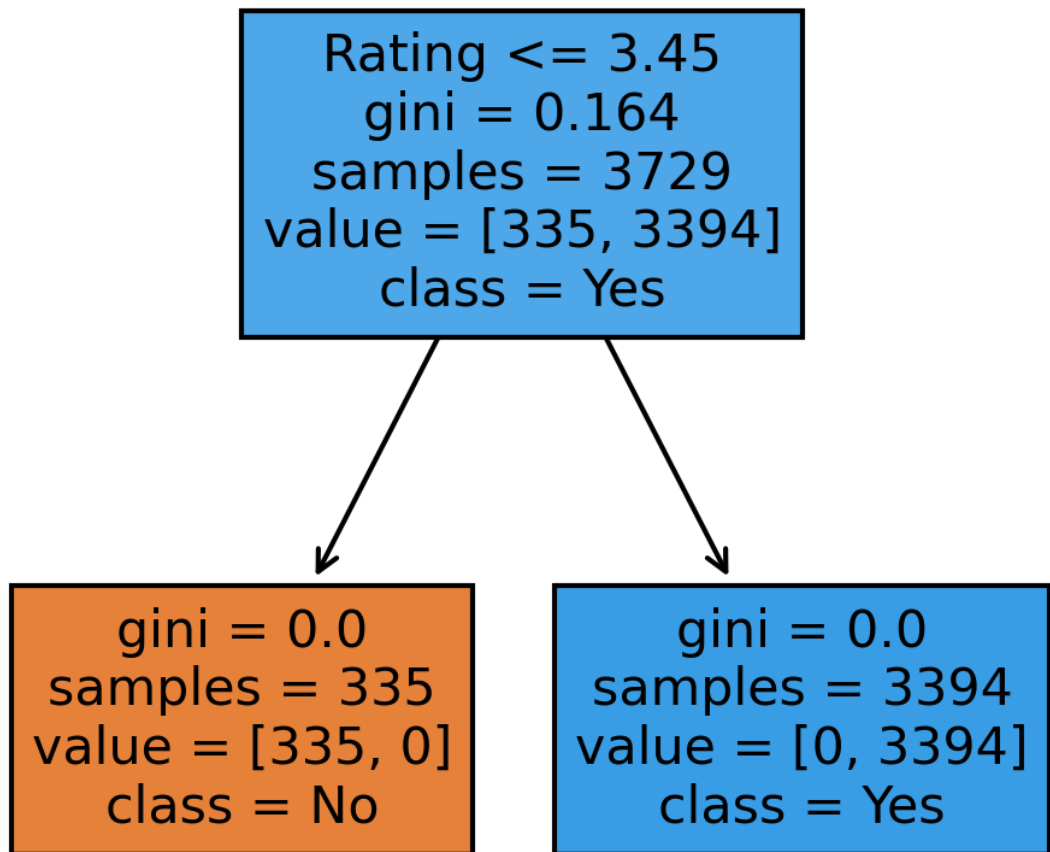 Rating <= 3.45
gini = 0.164
samples = 3729
value = [335, 3394]
class = Yes
gini = 0.0
samples = 335
value = [335, 0]
class = No
gini = 0.0
samples = 3394
value = [0, 3394]
class = Yes